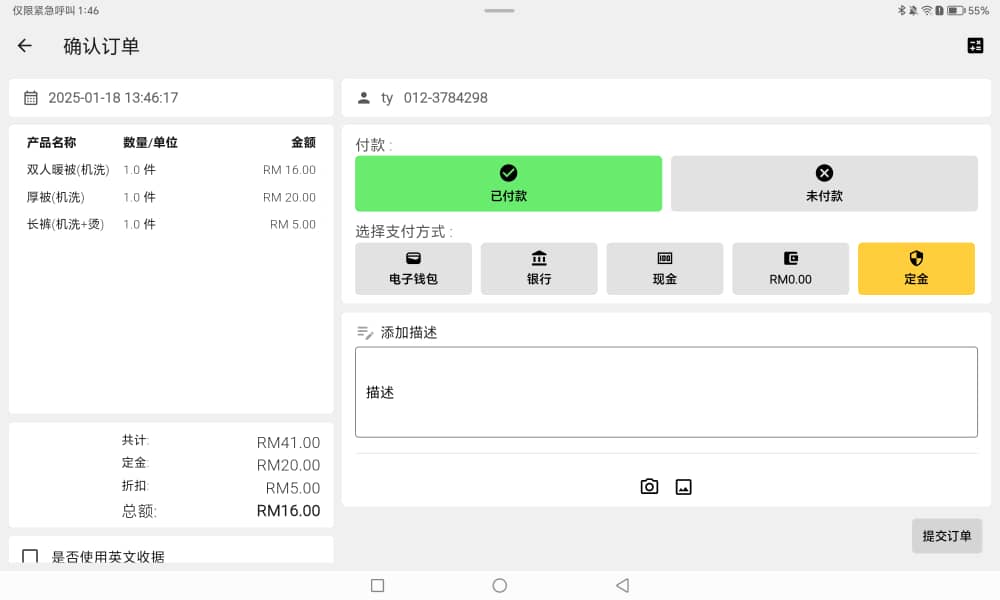 仅限紧急呼叫 1:46
55%
确认订单
2025-01-18 13:46:17
ty 012-3784298
产品名称 数量/单位 金额
双人暖被(机洗) 1.0 件 RM 16.00
厚被(机洗) 1.0 件 RM 20.00
长裤(机洗+烫) 1.0 件 RM 5.00
共计: RM41.00
定金: RM20.00
折扣: RM5.00
总额: RM16.00
是否使用英文收据
付款 :
已付款 未付款
选择支付方式 :
电子钱包 银行 现金 RM0.00 定金
添加描述
描述
提交订单